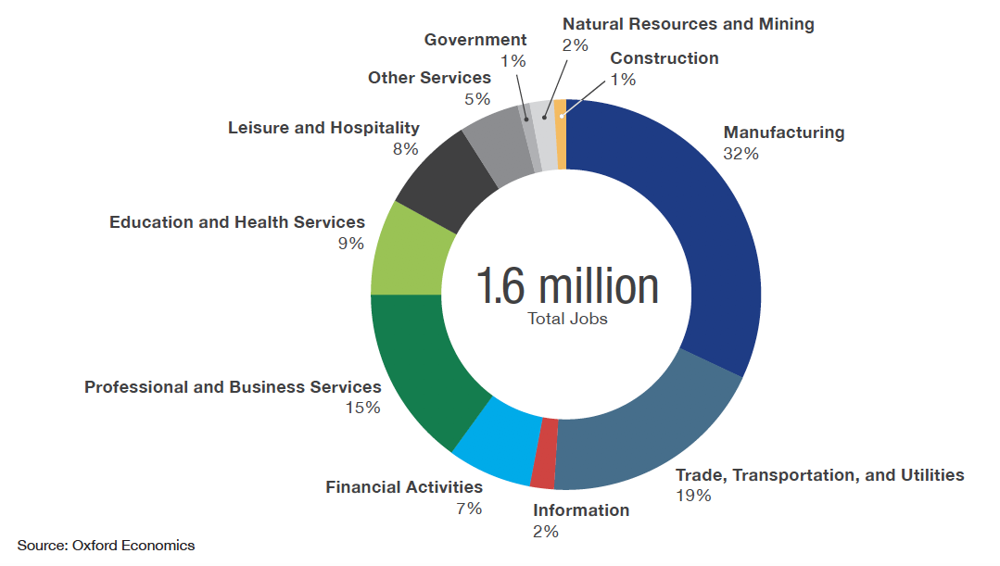 Natural Resources and Mining
2%
Government
1%
Construction
1%
Other Services
5%
Leisure and Hospitality
8%
Manufacturing
32%
Education and Health Services
9%
1.6 million
Total Jobs
Professional and Business Services
15%
Trade, Transportation, and Utilities
19%
Financial Activities
7%
Information
2%
Source: Oxford Economics